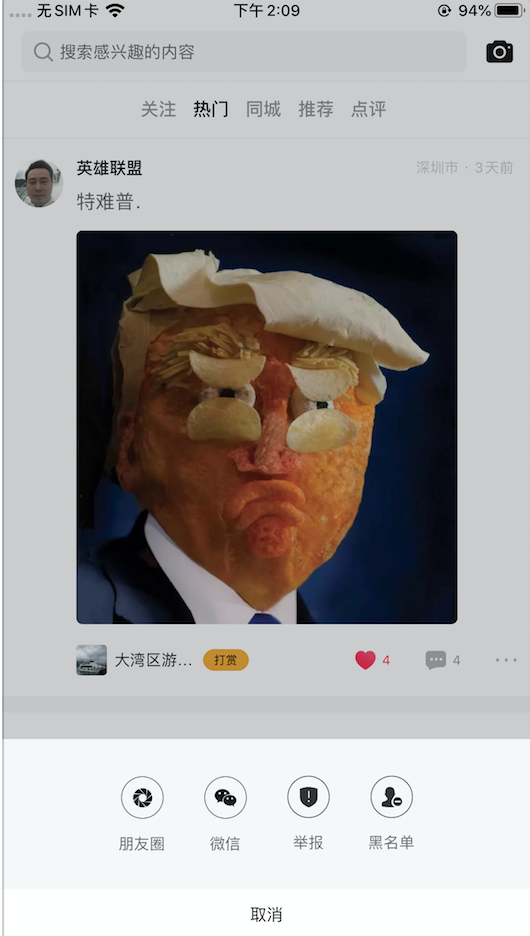 无SIM卡 下午2:09 94%
搜索感兴趣的内容
关注 热门 同城 推荐 点评
英雄联盟 深圳市 · 3天前
特难普.
大湾区游... 打赏 4 4 ···
朋友圈 微信 举报 黑名单
取消